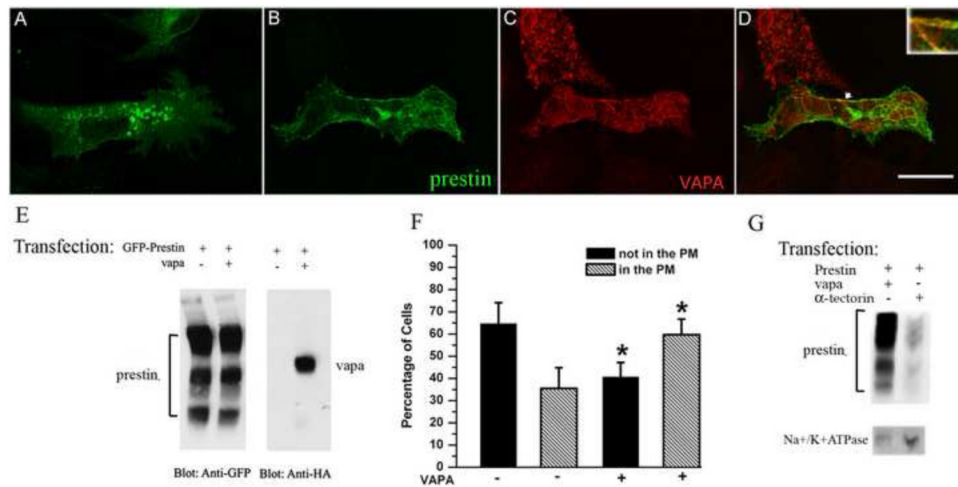 A
B
C
D
prestin
VAPA
E
Transfection:
GFP-Prestin + +
vapa - +
+ +
- +
prestin
vapa
Blot: Anti-GFP
Blot: Anti-HA
F
Percentage of Cells
100
90
80
70
60
50
40
30
20
10
0
not in the PM
in the PM
* *
VAPA - - + +
G
Transfection:
Prestin + +
vapa + -
α-tectorin - +
prestin
Na+/K+ATPase